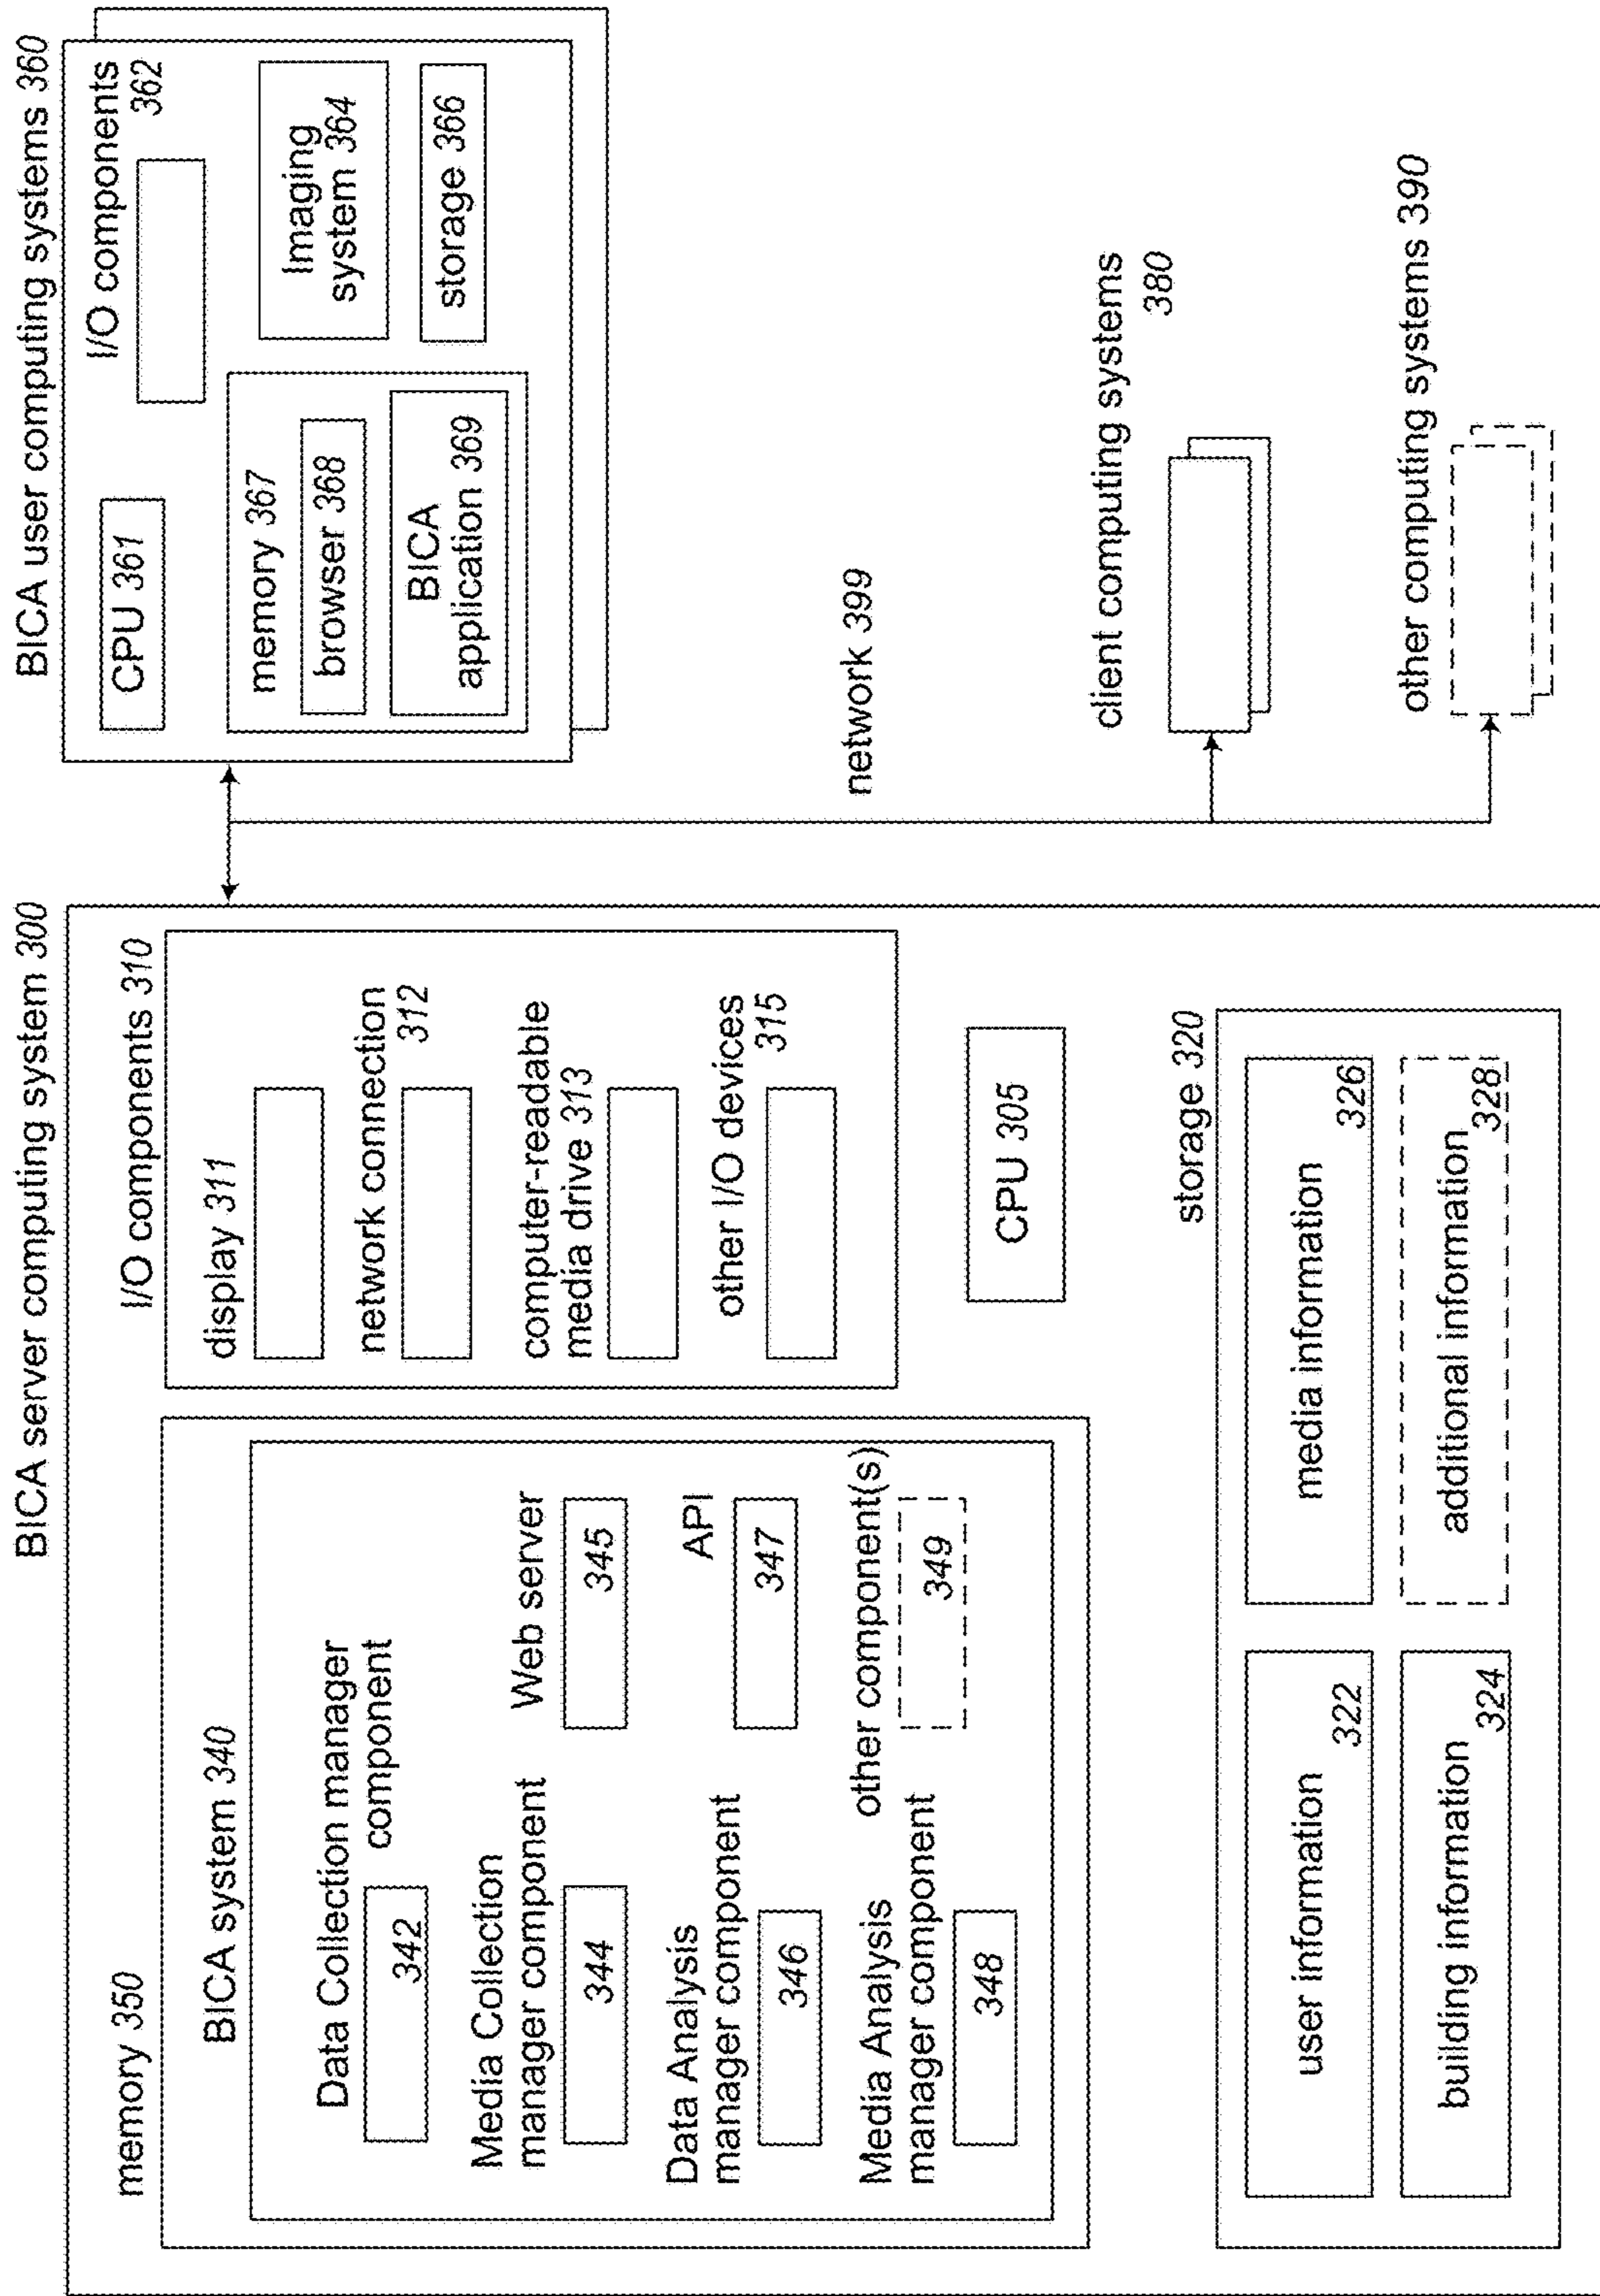 BICA server computing system 300
memory 350
BICA system 340
Data Collection manager
component
342
Media Collection
manager component
344
Data Analysis
manager component
346
Media Analysis
manager component
348
Web server
345
API
347
other component(s)
349
I/O components 310
display 311
network connection
312
computer-readable
media drive 313
other I/O devices
315
CPU 305
storage 320
user information
322
building information
324
media information
326
additional information
328
BICA user computing systems 360
CPU 361
I/O components
362
memory 367
browser 368
BICA
application 369
Imaging
system 364
storage 366
network 399
client computing systems
380
other computing systems 390